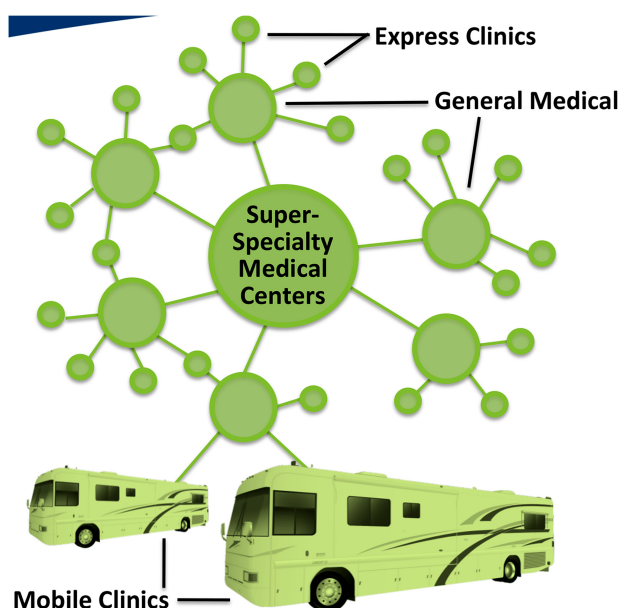 Express Clinics
General Medical
Super-
Specialty
Medical
Centers
Mobile Clinics